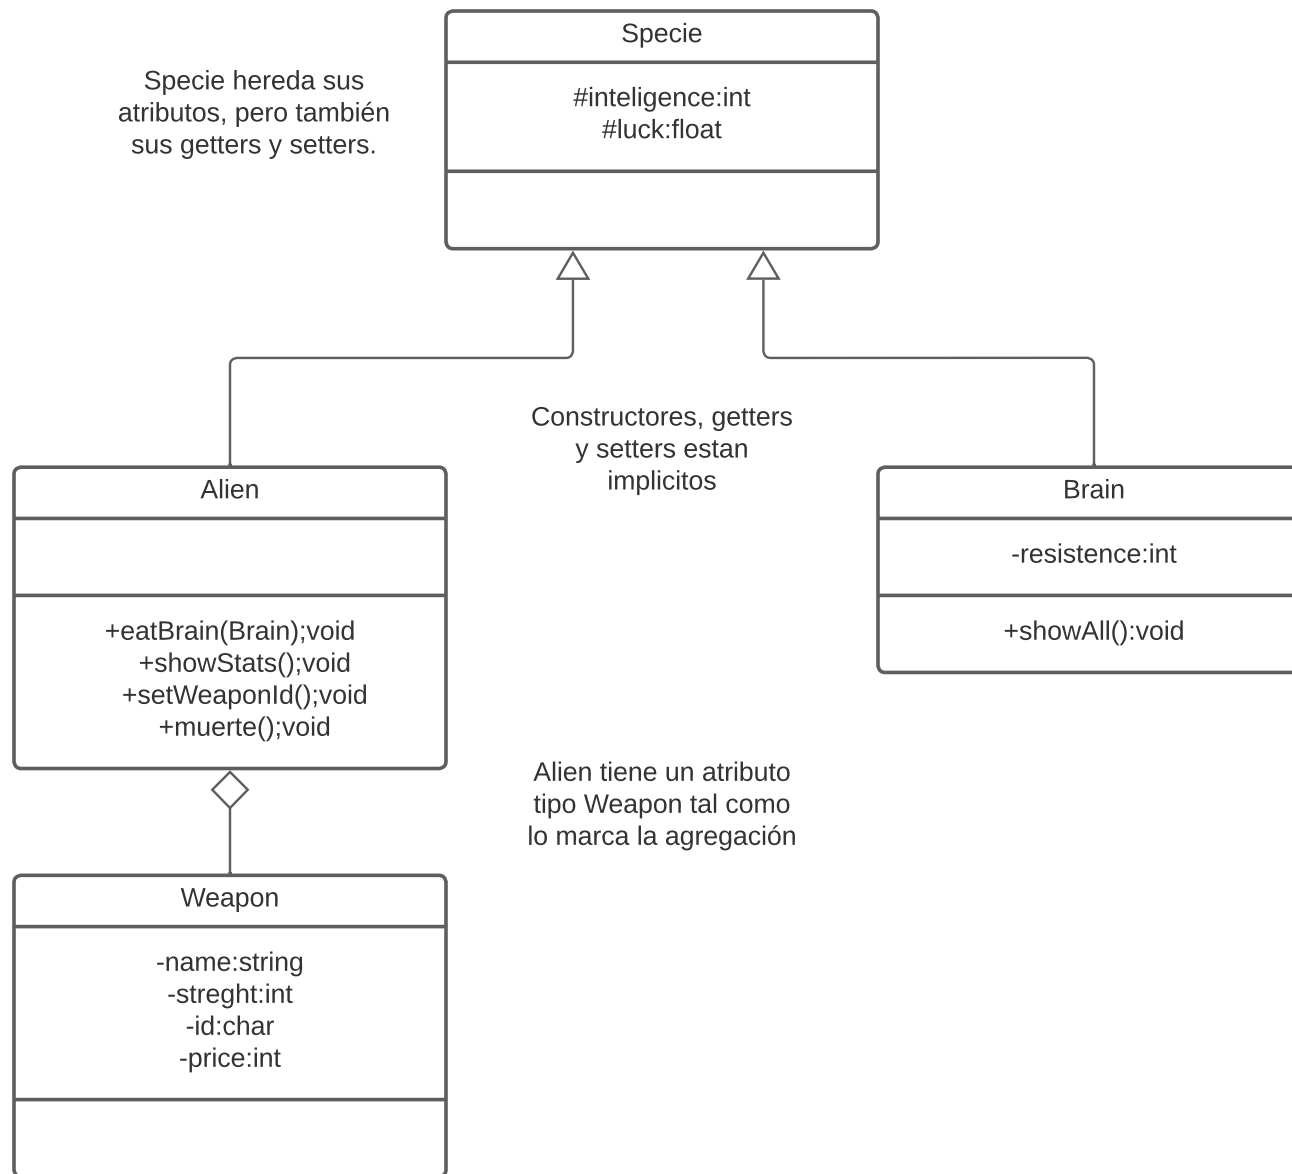 Specie
#inteligence:int
#luck:float
Specie hereda sus
atributos, pero también
sus getters y setters.
Constructores, getters
y setters estan
implicitos
Alien
+eatBrain(Brain);void
+showStats();void
+setWeaponId();void
+muerte();void
Brain
-resistence:int
+showAll():void
Alien tiene un atributo
tipo Weapon tal como
lo marca la agregación
Weapon
-name:string
-streght:int
-id:char
-price:int